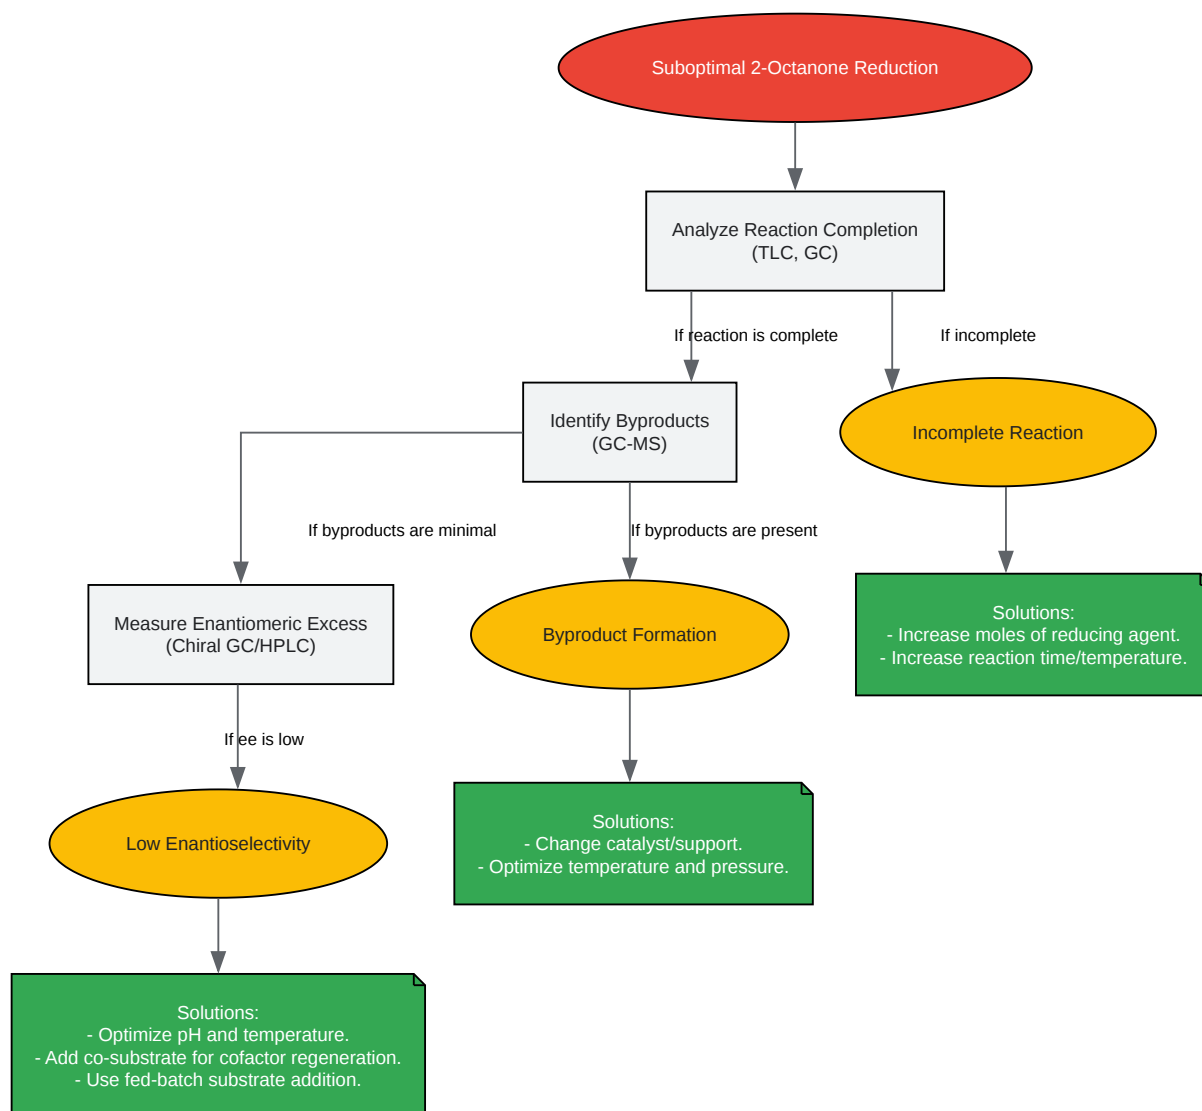 Suboptimal 2-Octanone Reduction
Analyze Reaction Completion
(TLC, GC)
If reaction is complete
If incomplete
Identify Byproducts
(GC-MS)
Incomplete Reaction
If byproducts are minimal
If byproducts are present
Measure Enantiomeric Excess
(Chiral GC/HPLC)
Byproduct Formation
Solutions:
- Increase moles of reducing agent.
- Increase reaction time/temperature.
If ee is low
Low Enantioselectivity
Solutions:
- Change catalyst/support.
- Optimize temperature and pressure.
Solutions:
- Optimize pH and temperature.
- Add co-substrate for cofactor regeneration.
- Use fed-batch substrate addition.